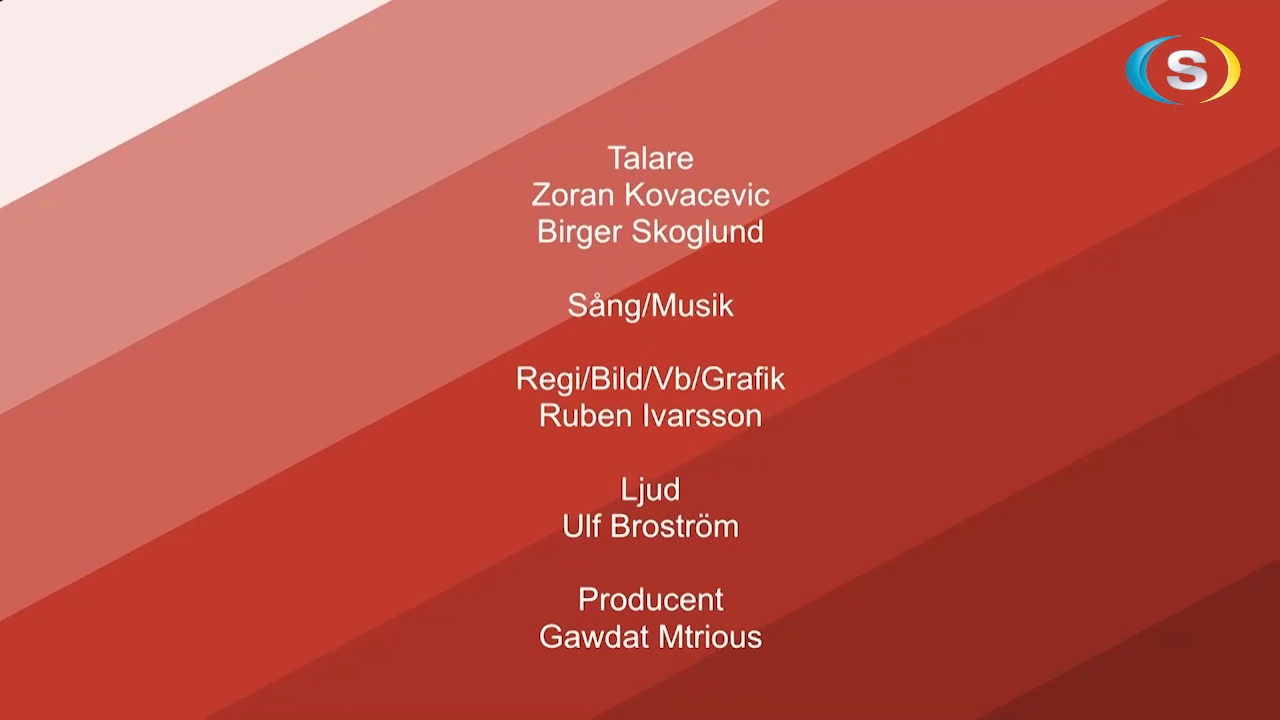 S
Talare
Zoran Kovacevic
Birger Skoglund
Sång/Musik
Regi/Bild/Vb/Grafik
Ruben Ivarsson
Ljud
Ulf Broström
Producent
Gawdat Mtrious